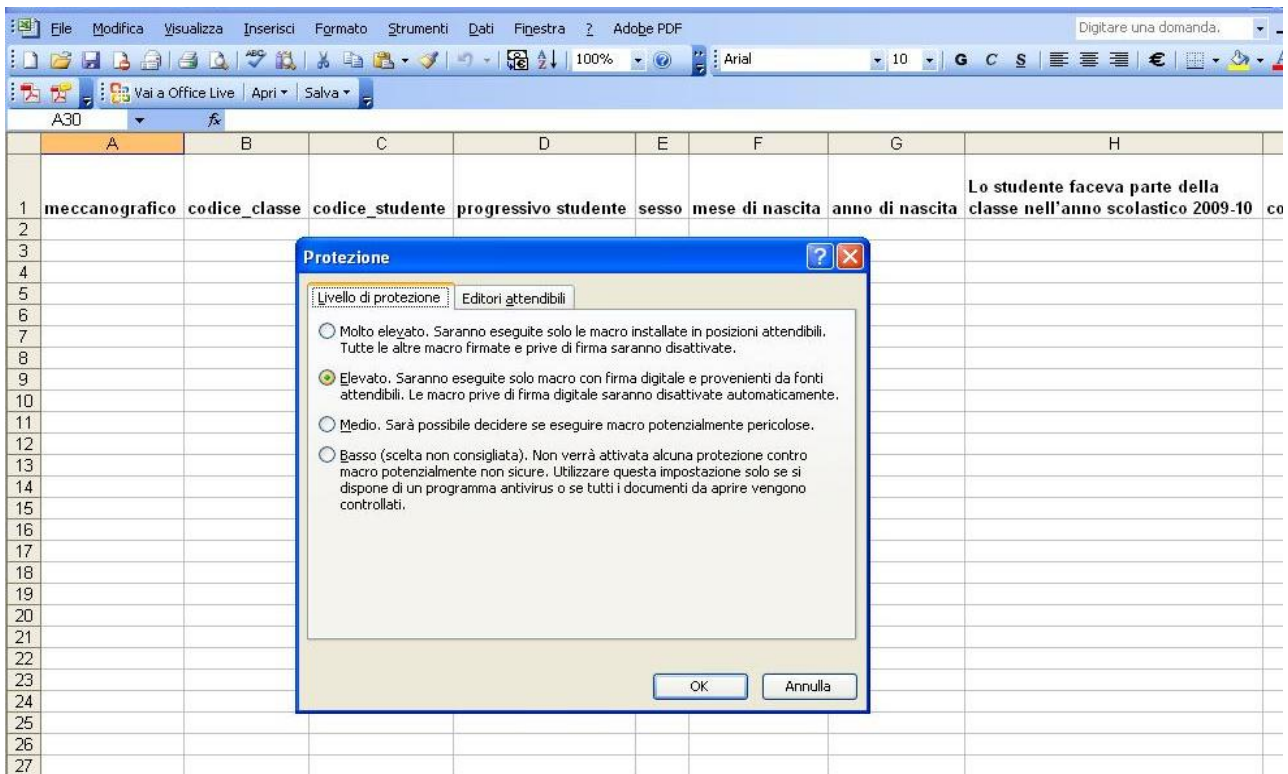 File Modifica Visualizza Inserisci Formato Strumenti Dati Finestra ? Adobe PDF Digitare una domanda.
100% Arial 10 G C S €
Vai a Office Live Apri Salva
A30 fx
A B C D E F G H
1 meccanografico codice_classe codice_studente progressivo studente sesso mese di nascita anno di nascita Lo studente faceva parte della
classe nell'anno scolastico 2009-10 co
2
3
Protezione
4
5
Livello di protezione Editori attendibili
6
7
Molto elevato. Saranno eseguite solo le macro installate in posizioni attendibili.
Tutte le altre macro firmate e prive di firma saranno disattivate.
8
9
Elevato. Saranno eseguite solo macro con firma digitale e provenienti da fonti
attendibili. Le macro prive di firma digitale saranno disattivate automaticamente.
10
11
Medio. Sarà possibile decidere se eseguire macro potenzialmente pericolose.
12
Basso (scelta non consigliata). Non verrà attivata alcuna protezione contro
13
macro potenzialmente non sicure. Utilizzare questa impostazione solo se si
14
dispone di un programma antivirus o se tutti i documenti da aprire vengono
15
controllati.
16
17
18
19
20
21
22
23
OK Annulla
24
25
26
27